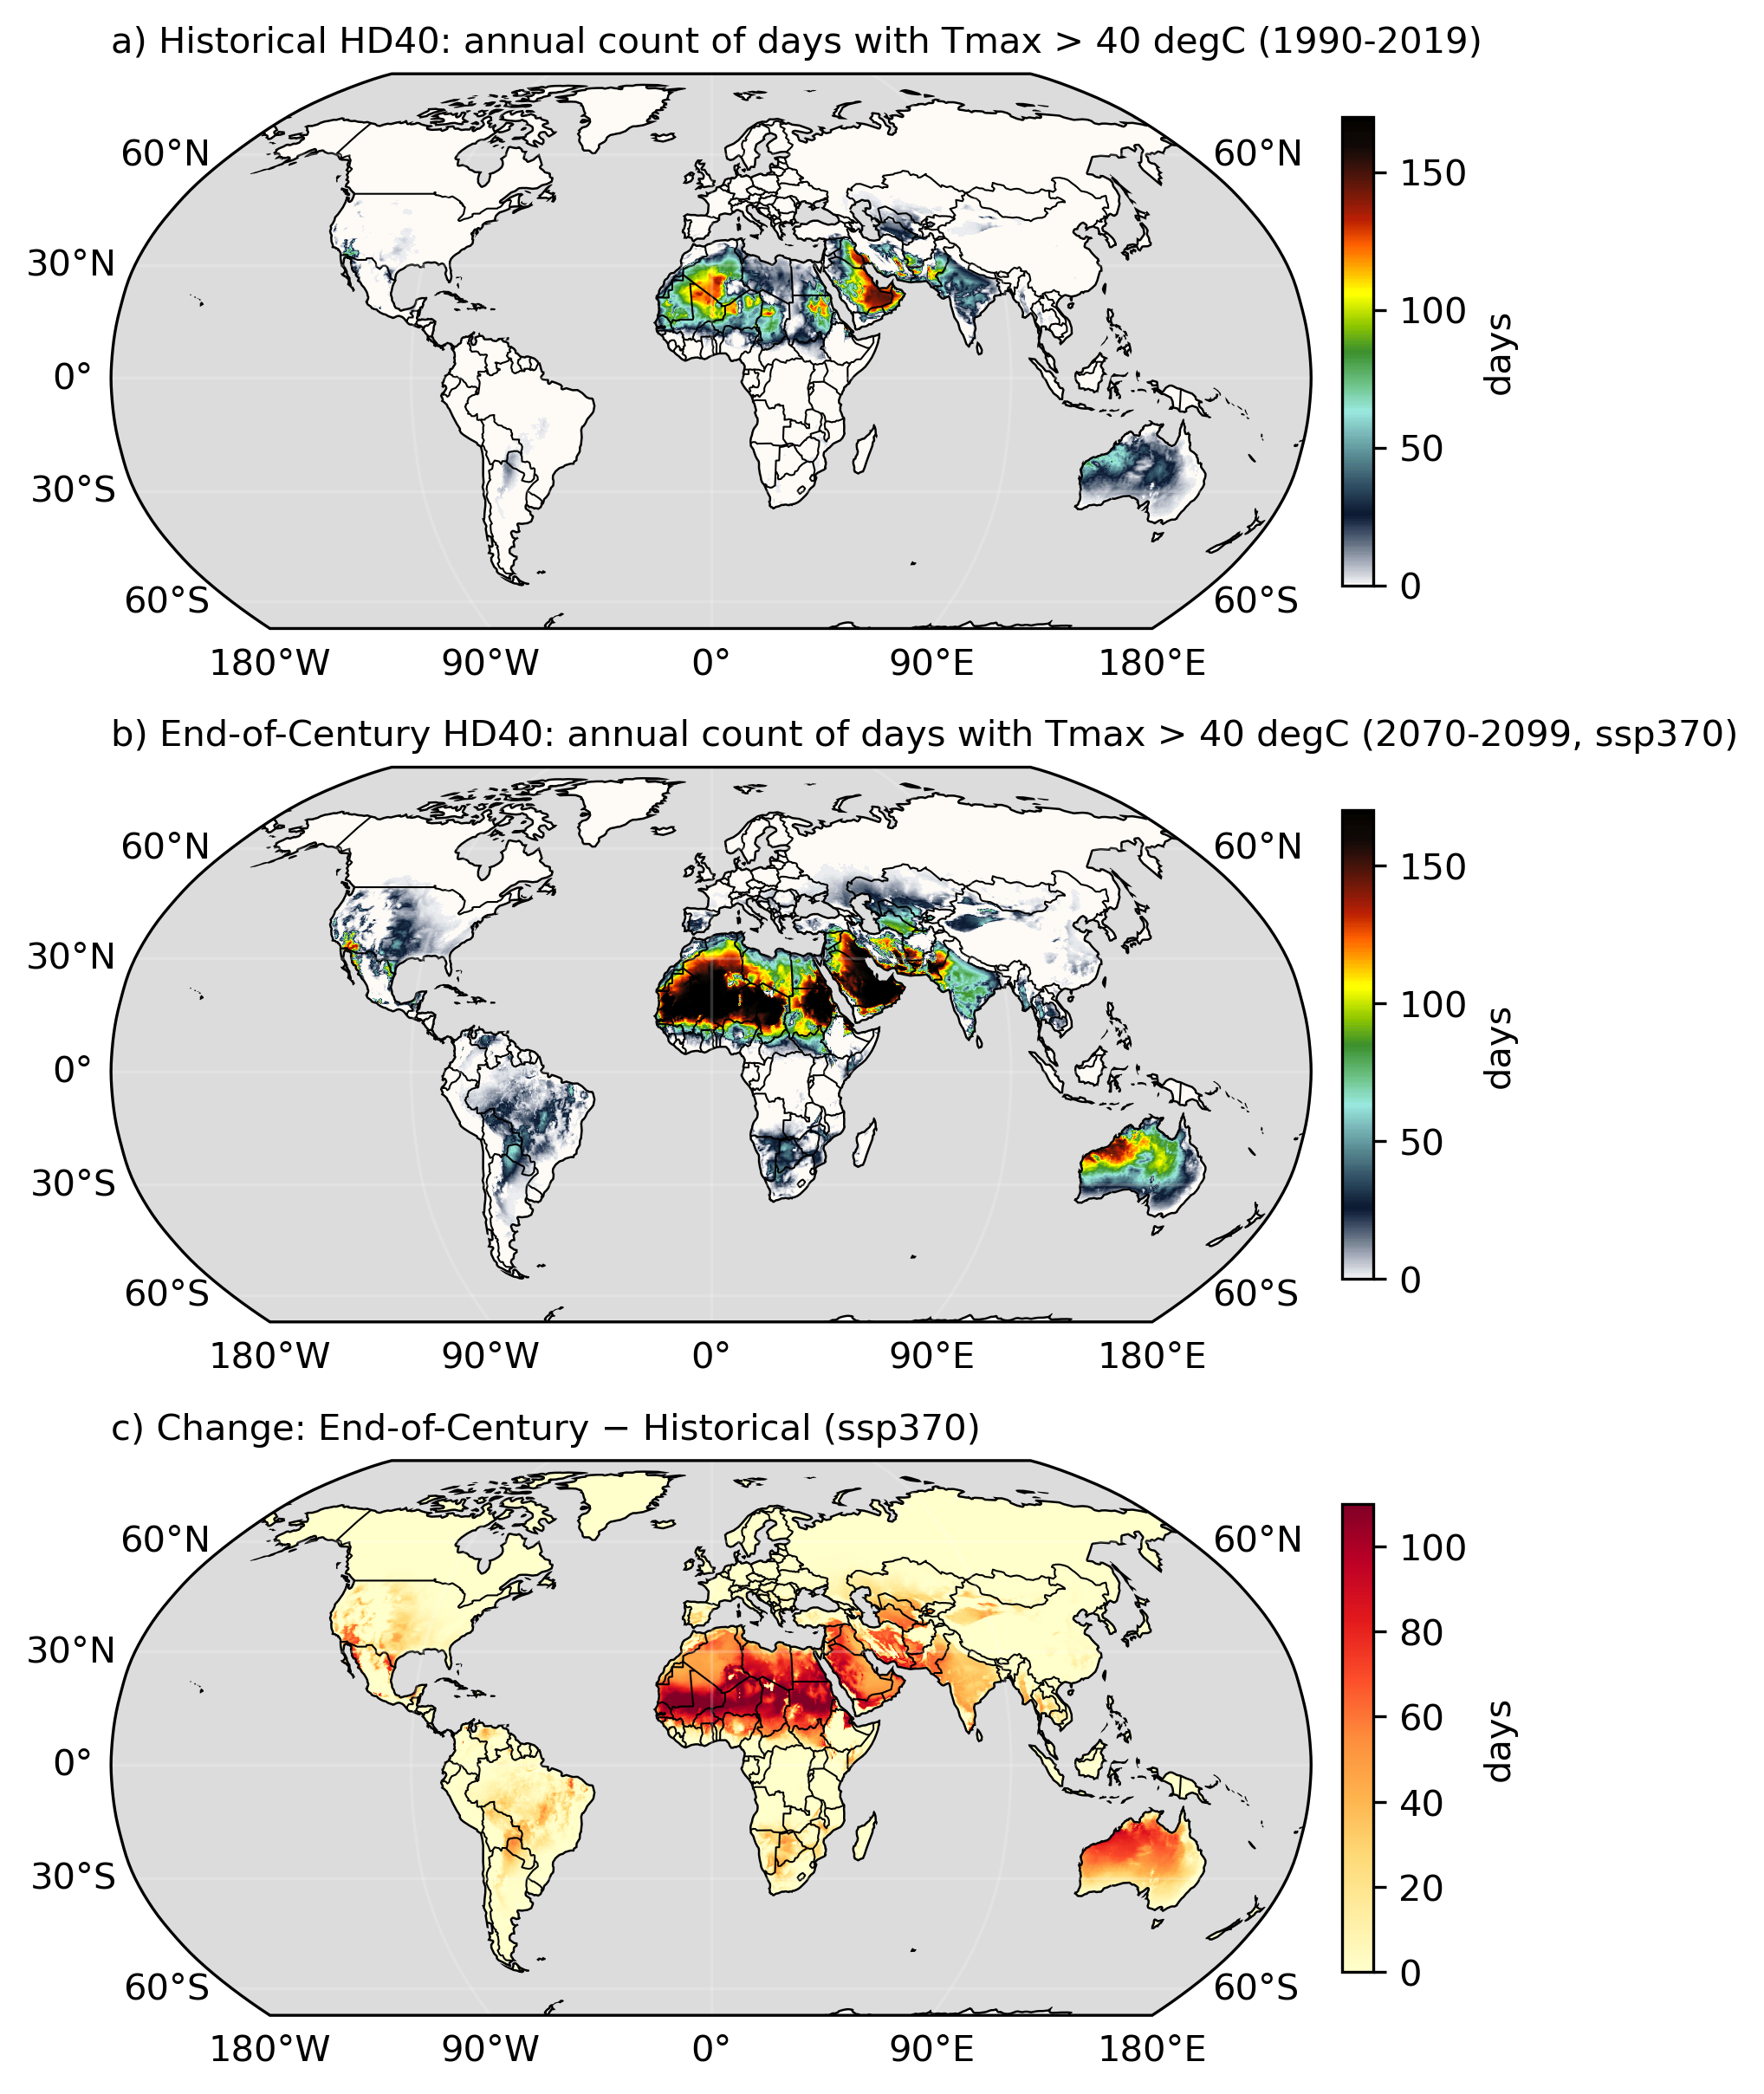 a) Historical HD40: annual count of days with Tmax > 40 degC (1990-2019)
60°N
60°N
150
30°N
100
days
0°
50
30°S
0
60°S
60°S
180°W 90°W 0° 90°E 180°E
b) End-of-Century HD40: annual count of days with Tmax > 40 degC (2070-2099, ssp370)
60°N
60°N
150
30°N
100
days
0°
50
30°S
0
60°S
60°S
180°W 90°W 0° 90°E 180°E
c) Change: End-of-Century − Historical (ssp370)
60°N
60°N
100
30°N
80
60
days
0°
40
30°S
20
0
60°S
60°S
180°W 90°W 0° 90°E 180°E